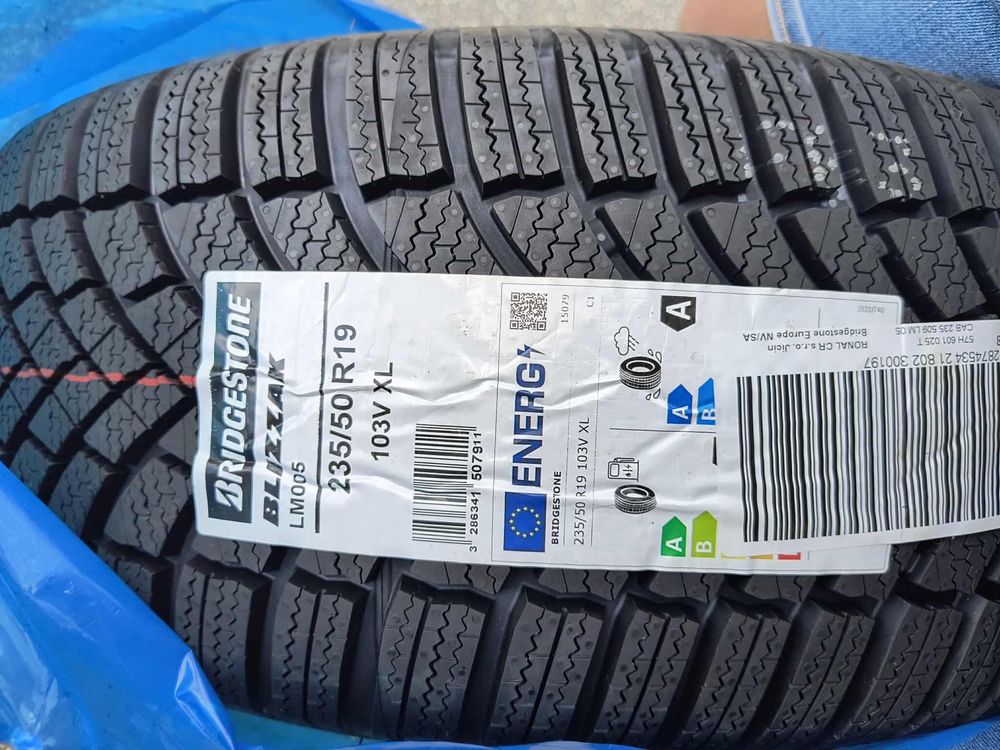 BRIDGESTONE
BLIZZAK
LM005
235/50 R19
103V XL
3 286341 507911
ENERG
BRIDGESTONE
235/50 R19 103V XL
15079
C1
A
A
B
A
B
RONAL CR s.r.o. Jicin
Bridgestone Europe NV/SA
57H 601 025 T
CAB 235 509 LM 05
2874534 21 802 300197